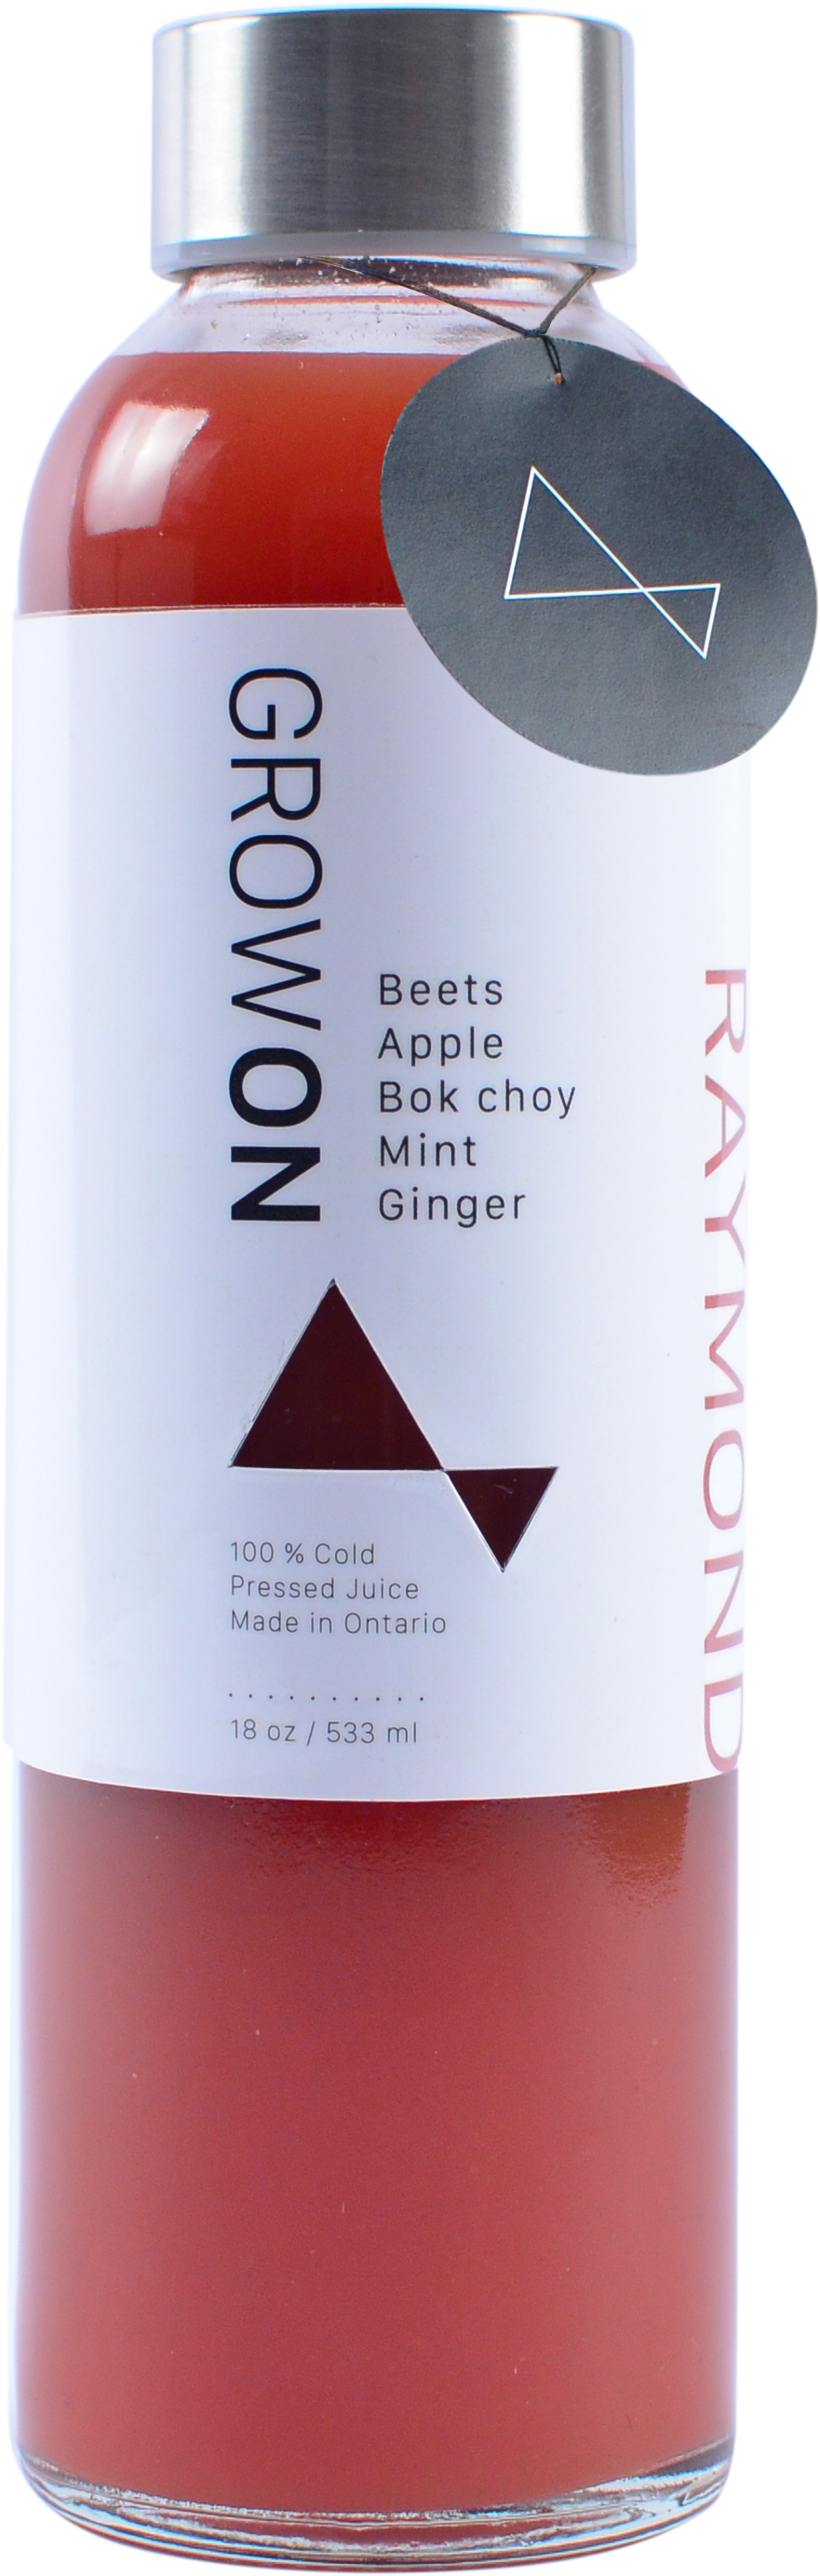 GROWON
Beets
Apple
Bok choy
Mint
Ginger
100 % Cold
Pressed Juice
Made in Ontario
. . . . . . . . . . .
18 oz / 533 ml
RAYMOND